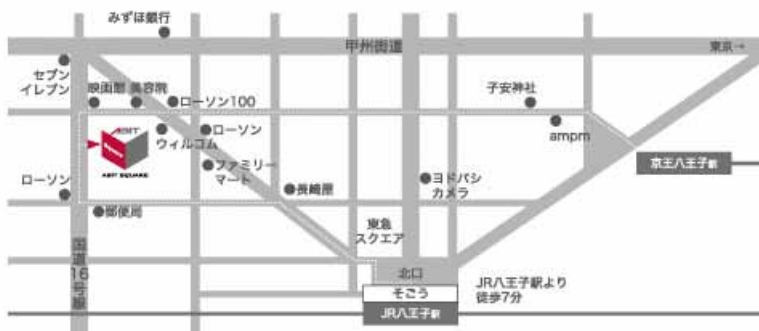 みずほ銀行
甲州街道
東京→
セブン
イレブン
映画館
美容院
ローソン100
子安神社
ABIT
ウィルコム
ローソン
ampm
ABIT SQUARE
ファミリー
マート
京王八王子駅
ローソン
長崎屋
ヨドバシ
カメラ
郵便局
東急
スクエア
国道16号線
北口
JR八王子駅より
徒歩7分
そごう
JR八王子駅